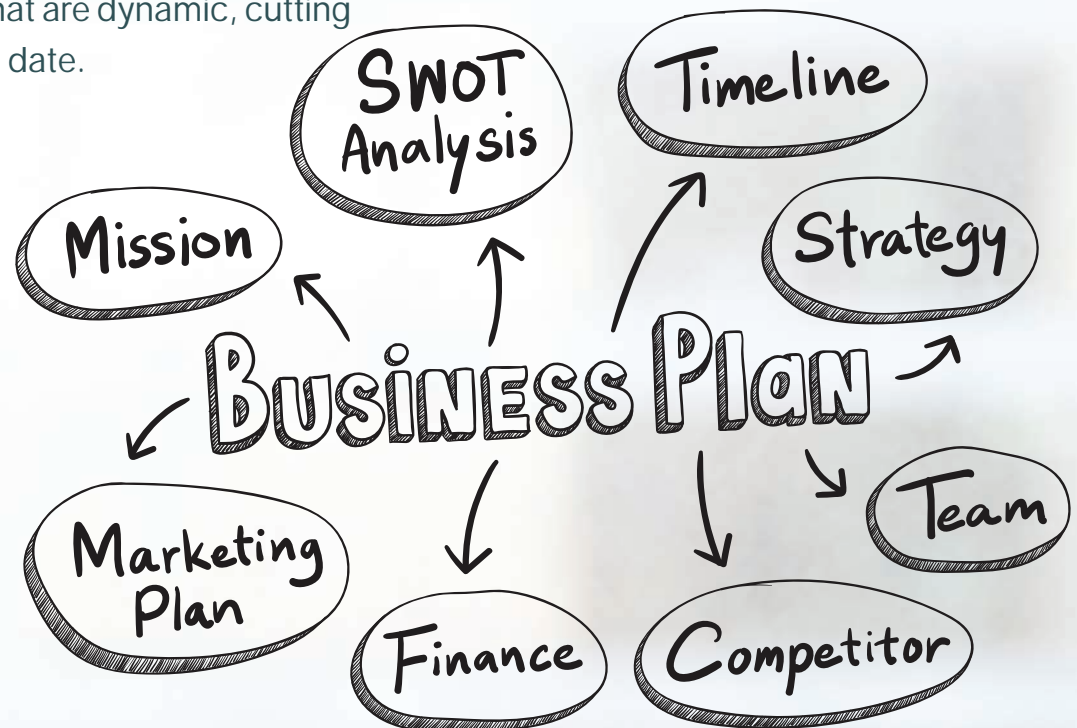 hat are dynamic, cutting
date.
SWOT
Analysis
Timeline
Mission
Strategy
Business Plan
Team
Marketing
Plan
Finance
Competitor